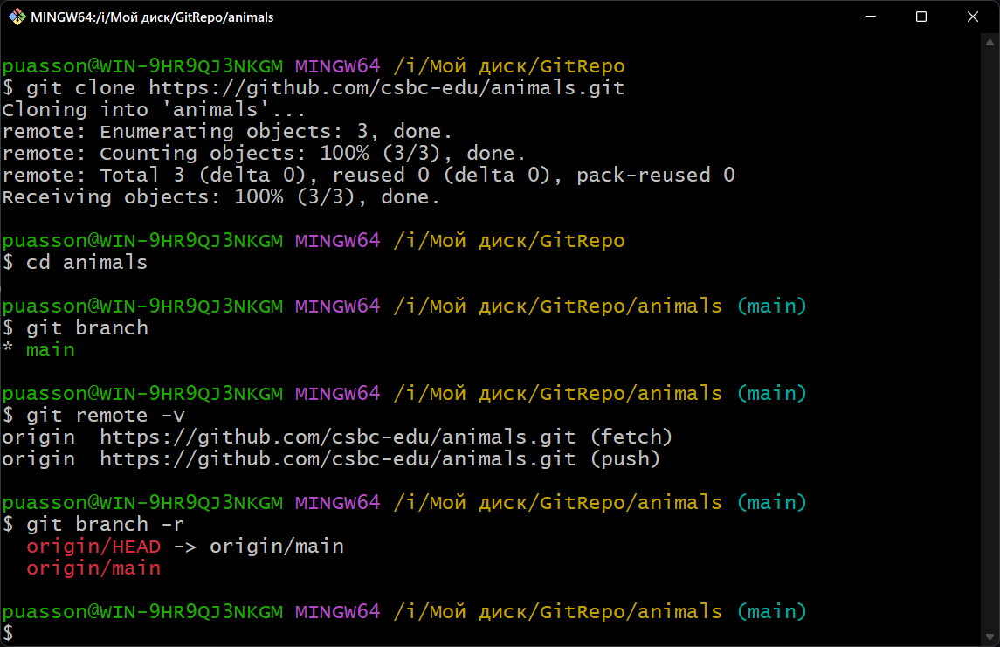 MINGW64:/i/Мой диск/GitRepo/animals
puasson@WIN-9HR9QJ3NKGM MINGW64 /i/Мой диск/GitRepo
$ git clone https://github.com/csbc-edu/animals.git
Cloning into 'animals'...
remote: Enumerating objects: 3, done.
remote: Counting objects: 100% (3/3), done.
remote: Total 3 (delta 0), reused 0 (delta 0), pack-reused 0
Receiving objects: 100% (3/3), done.
puasson@WIN-9HR9QJ3NKGM MINGW64 /i/Мой диск/GitRepo
$ cd animals
puasson@WIN-9HR9QJ3NKGM MINGW64 /i/Мой диск/GitRepo/animals (main)
$ git branch
* main
puasson@WIN-9HR9QJ3NKGM MINGW64 /i/Мой диск/GitRepo/animals (main)
$ git remote -v
origin  https://github.com/csbc-edu/animals.git (fetch)
origin  https://github.com/csbc-edu/animals.git (push)
puasson@WIN-9HR9QJ3NKGM MINGW64 /i/Мой диск/GitRepo/animals (main)
$ git branch -r
  origin/HEAD -> origin/main
  origin/main
puasson@WIN-9HR9QJ3NKGM MINGW64 /i/Мой диск/GitRepo/animals (main)
$